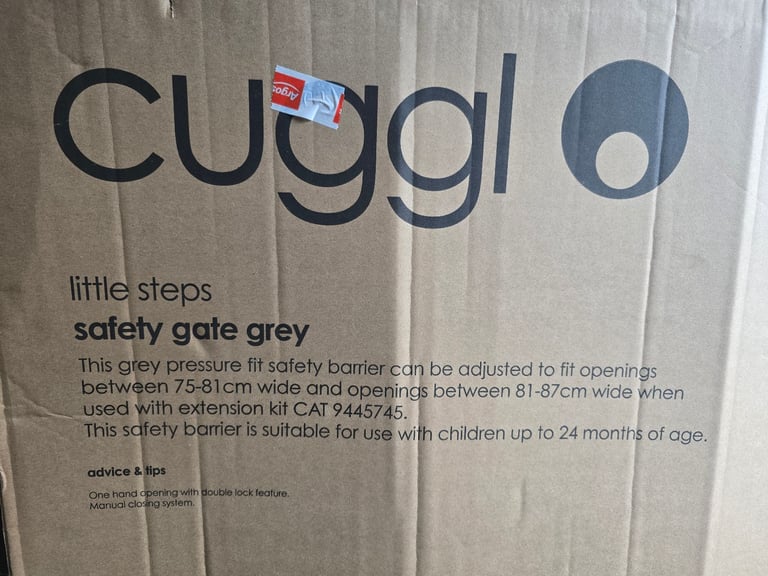 cuggl
Argos
little steps
safety gate grey
This grey pressure fit safety barrier can be adjusted to fit openings
between 75-81cm wide and openings between 81-87cm wide when
used with extension kit CAT 9445745.
This safety barrier is suitable for use with children up to 24 months of age.
advice & tips
One hand opening with double lock feature.
Manual closing system.